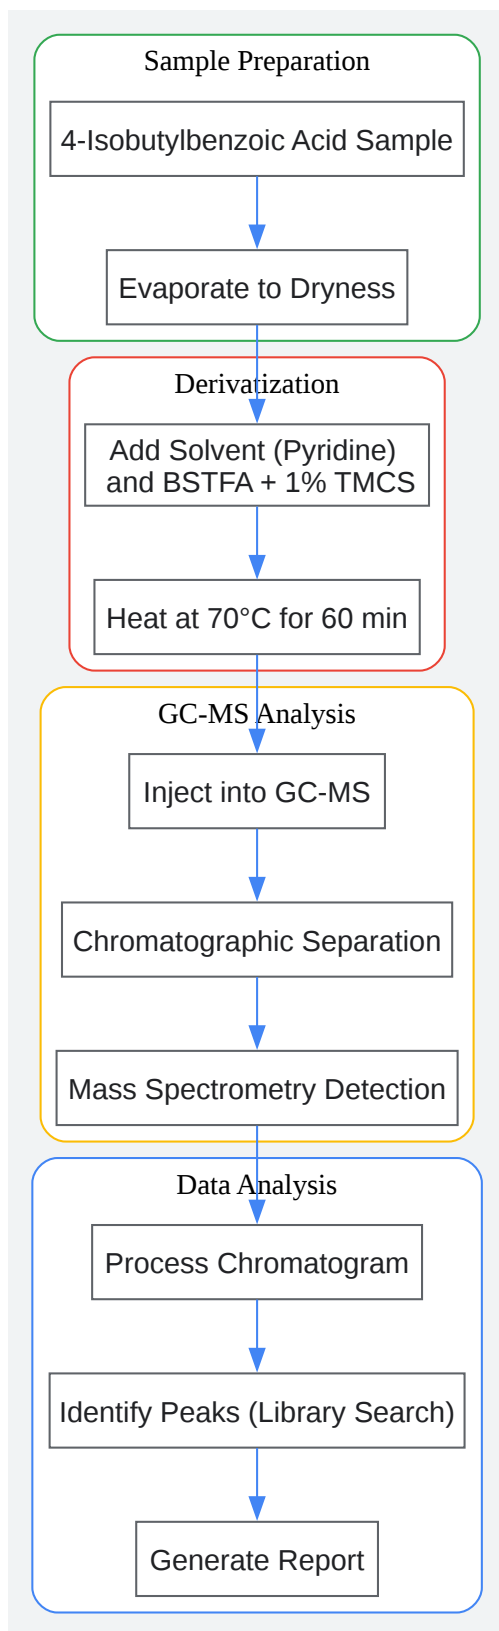 Sample Preparation
4-Isobutylbenzoic Acid Sample
Evaporate to Dryness
Derivatization
Add Solvent (Pyridine)
and BSTFA + 1% TMCS
Heat at 70°C for 60 min
GC-MS Analysis
Inject into GC-MS
Chromatographic Separation
Mass Spectrometry Detection
Data Analysis
Process Chromatogram
Identify Peaks (Library Search)
Generate Report